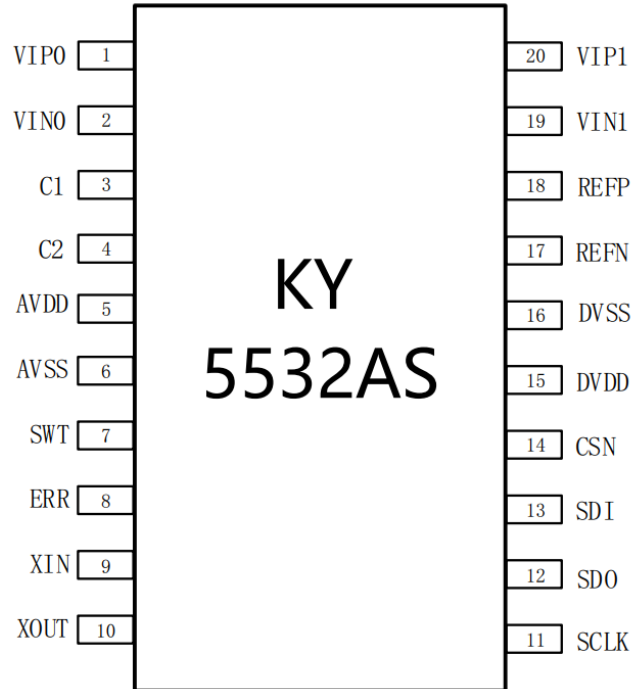 VIP0 1
VIN0 2
C1 3
C2 4
AVDD 5
AVSS 6
SWT 7
ERR 8
XIN 9
XOUT 10
KY
5532AS
20 VIP1
19 VIN1
18 REFP
17 REFN
16 DVSS
15 DVDD
14 CSN
13 SDI
12 SDO
11 SCLK